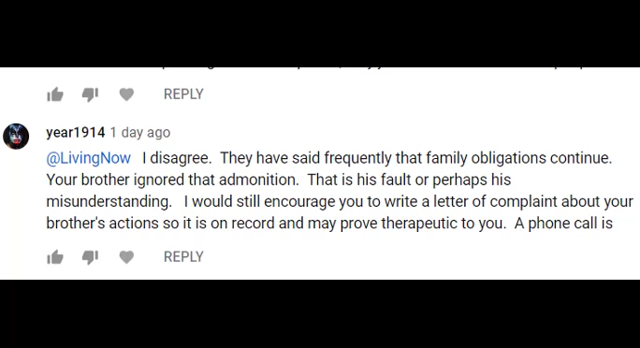 REPLY
year1914 1 day ago
@LivingNow I disagree. They have said frequently that family obligations continue.
Your brother ignored that admonition. That is his fault or perhaps his
misunderstanding. I would still encourage you to write a letter of complaint about your
brother's actions so it is on record and may prove therapeutic to you. A phone call is
REPLY